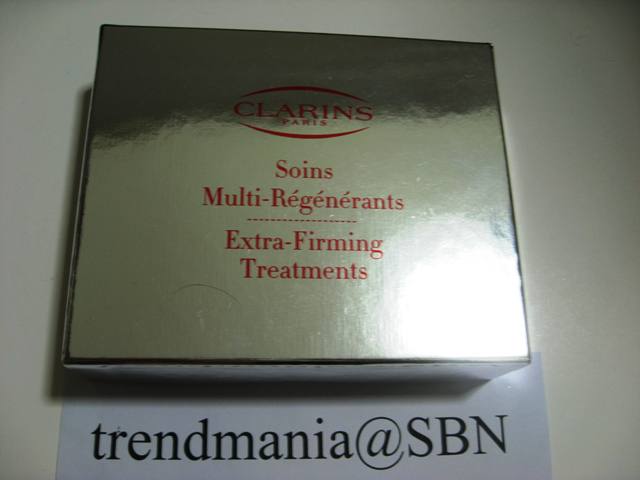 CLARINS
PARIS
Soins
Multi-Régénérants
Extra-Firming
Treatments
trendmania@SBN